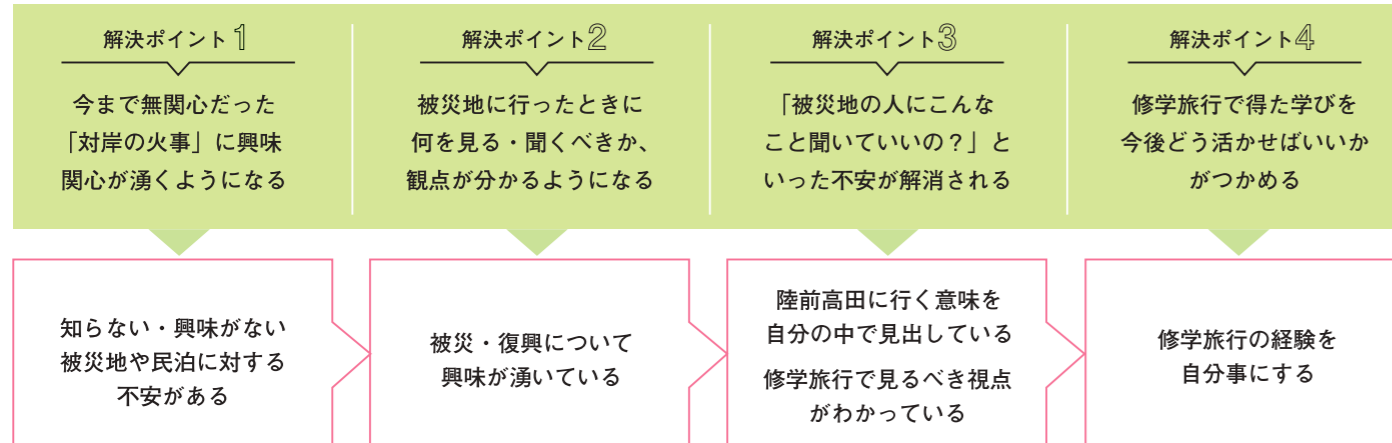 解決ポイント1
今まで無関心だった
「対岸の火事」に興味
関心が湧くようになる
解決ポイント2
被災地に行ったときに
何を見る・聞くべきか、
観点が分かるようになる
解決ポイント3
「被災地の人にこんな
こと聞いていいの？」と
いった不安が解消される
解決ポイント4
修学旅行で得た学びを
今後どう活かせばいいか
がつかめる
知らない・興味がない
被災地や民泊に対する
不安がある
被災・復興について
興味が湧いている
陸前高田に行く意味を
自分の中で見出している
修学旅行で見るべき視点
がわかっている
修学旅行の経験を
自分事にする